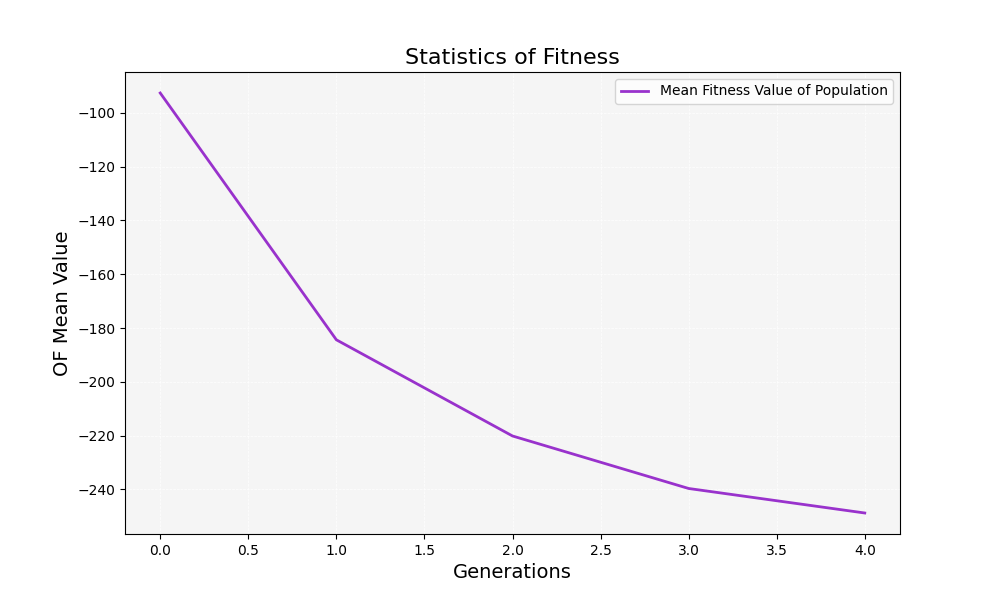 Statistics of Fitness
Mean Fitness Value of Population
OF Mean Value
−100
−120
−140
−160
−180
−200
−220
−240
0.0 0.5 1.0 1.5 2.0 2.5 3.0 3.5 4.0
Generations